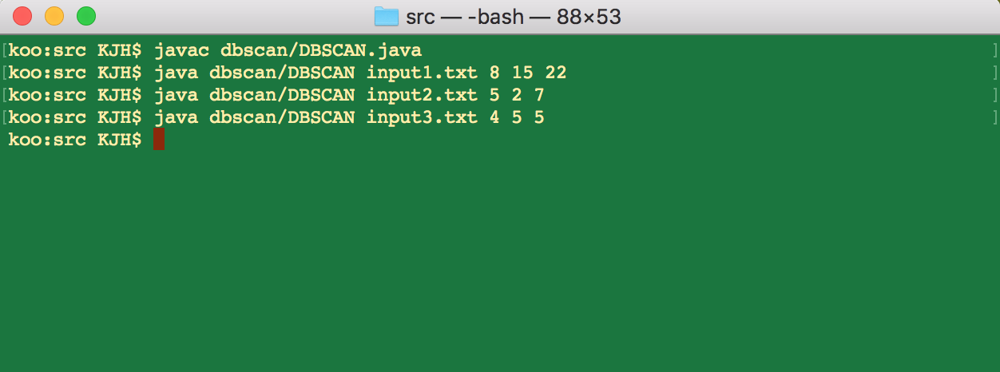 src — -bash — 88×53
koo:src KJH$ javac dbscan/DBSCAN.java
koo:src KJH$ java dbscan/DBSCAN input1.txt 8 15 22
koo:src KJH$ java dbscan/DBSCAN input2.txt 5 2 7
koo:src KJH$ java dbscan/DBSCAN input3.txt 4 5 5
koo:src KJH$